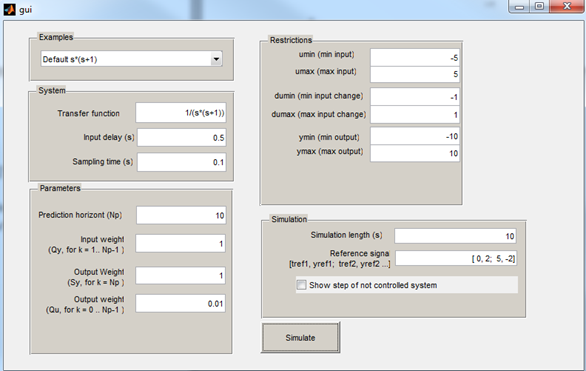 gui
Examples
Default s*(s+1)
System
Transfer function
1/(s*(s+1))
Input delay (s)
0.5
Sampling time (s)
0.1
Parameters
Prediction horizont (Np)
10
Input weight
(Qy, for k = 1.. Np-1 )
1
Output Weight
(Sy, for k = Np )
1
Output weight
(Qu, for k = 0 .. Np-1 )
0.01
Restrictions
umin (min input)
-5
umax (max input)
5
dumin (min input change)
-1
dumax (max input change)
1
ymin (min output)
-10
ymax (max output)
10
Simulation
Simulation length (s)
10
Reference signa
[tref1, yref1; tref2, yref2 ...]
[ 0, 2; 5, -2]
Show step of not controlled system
Simulate